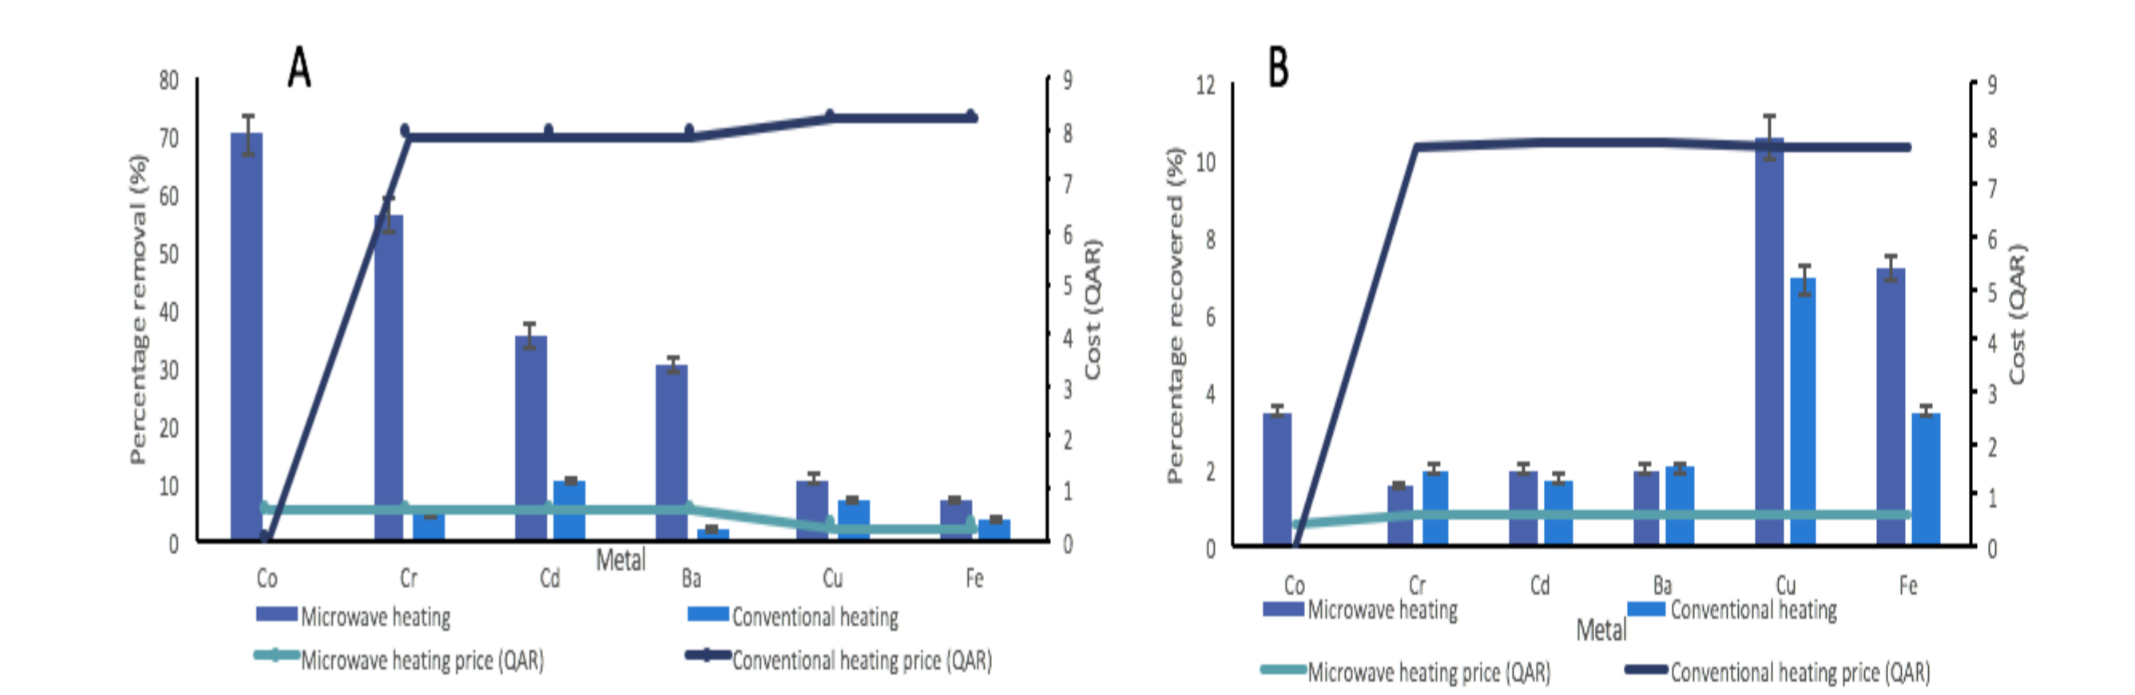 A
80
70
60
50
40
30
20
10
0
Percentage removal (%)
9
8
7
6
5
4
3
2
1
0
Cost (QAR)
Co Cr Cd Ba Cu Fe
Metal
Microwave heating Conventional heating
Microwave heating price (QAR) Conventional heating price (QAR)
B
12
10
8
6
4
2
0
Percentage recovered (%)
9
8
7
6
5
4
3
2
1
0
Cost (QAR)
Co Cr Cd Ba Cu Fe
Microwave heating Conventional heating
Metal
Microwave heating price (QAR) Conventional heating price (QAR)